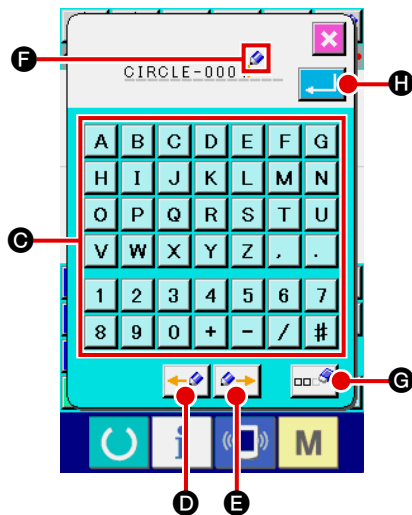 F
CIRCLE-000
H
A B C D E F G
H I J K L M N
O P Q R S T U
C
V W X Y Z , .
1 2 3 4 5 6 7
8 9 0 + - / #
G
i M
D E